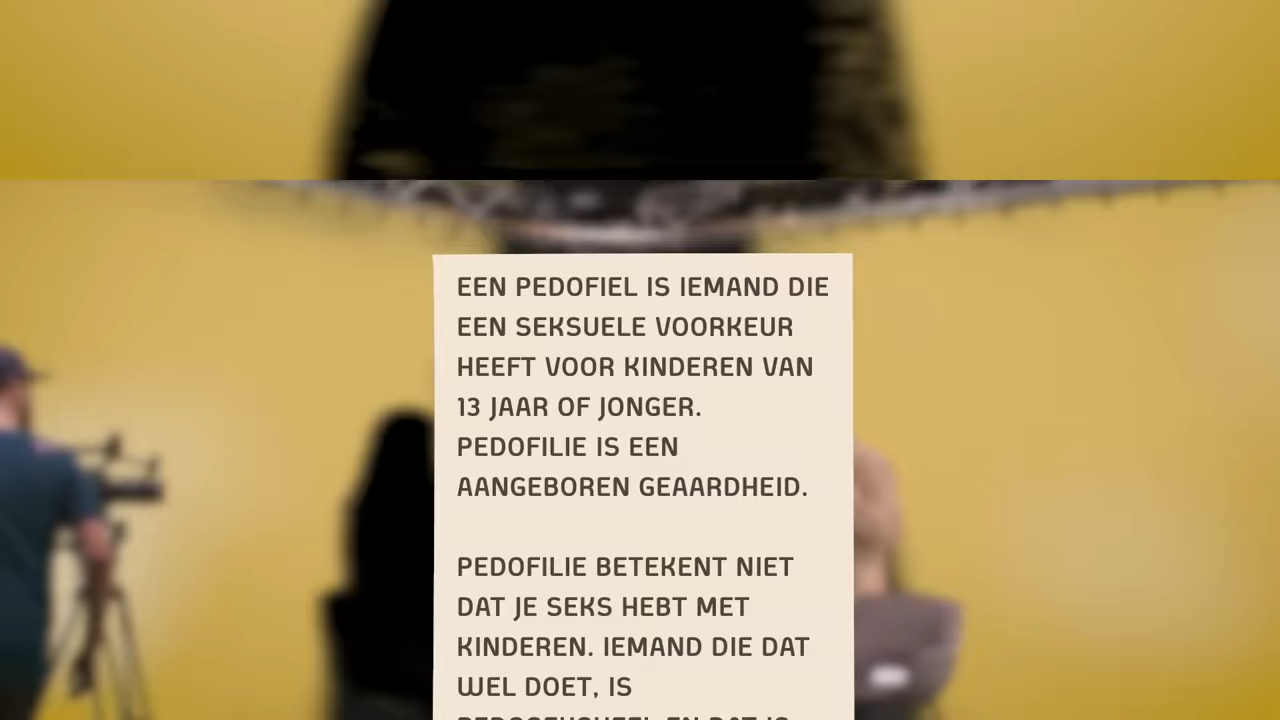 EEN PEDOFIEL IS IEMAND DIE
EEN SEKSUELE VOORKEUR
HEEFT VOOR KINDEREN VAN
13 JAAR OF JONGER.
PEDOFILIE IS EEN
AANGEBOREN GEAARDHEID.
PEDOFILIE BETEKENT NIET
DAT JE SEKS HEBT MET
KINDEREN. IEMAND DIE DAT
WEL DOET, IS